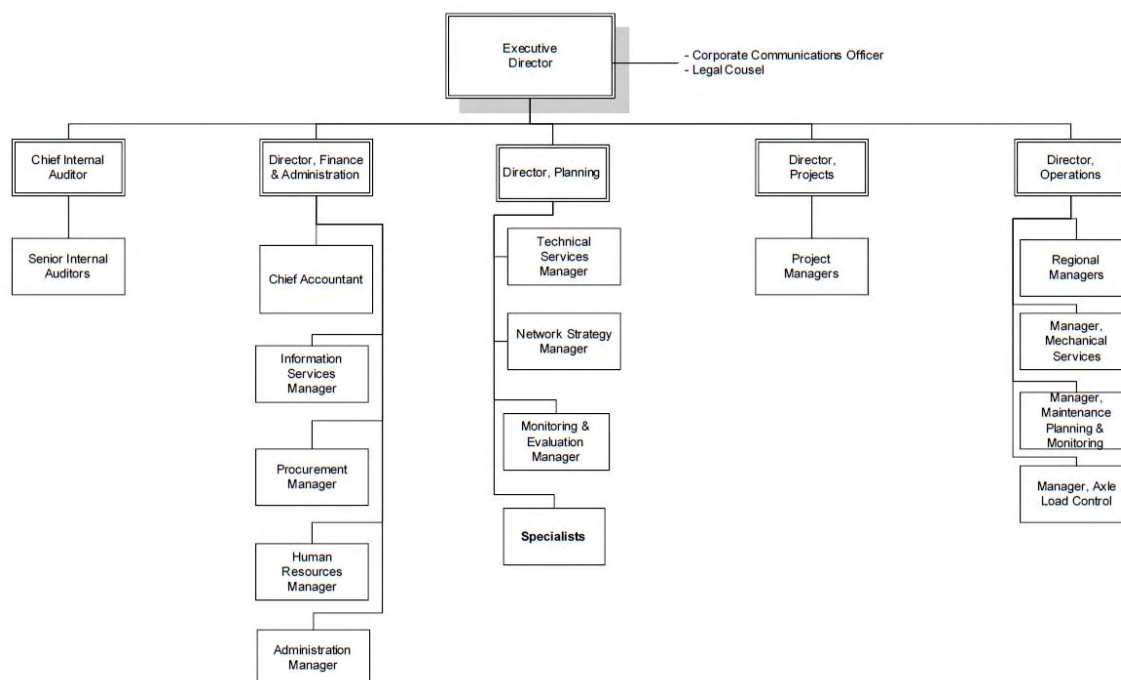 Executive
Director
- Corporate Communications Officer
- Legal Cousel
Chief Internal
Auditor
Director, Finance
& Administration
Director, Planning
Director,
Projects
Director,
Operations
Senior Internal
Auditors
Chief Accountant
Information
Services
Manager
Procurement
Manager
Human
Resources
Manager
Administration
Manager
Technical
Services
Manager
Network Strategy
Manager
Monitoring &
Evaluation
Manager
Specialists
Project
Managers
Regional
Managers
Manager,
Mechanical
Services
Manager,
Maintenance
Planning &
Monitoring
Manager, Axle
Load Control